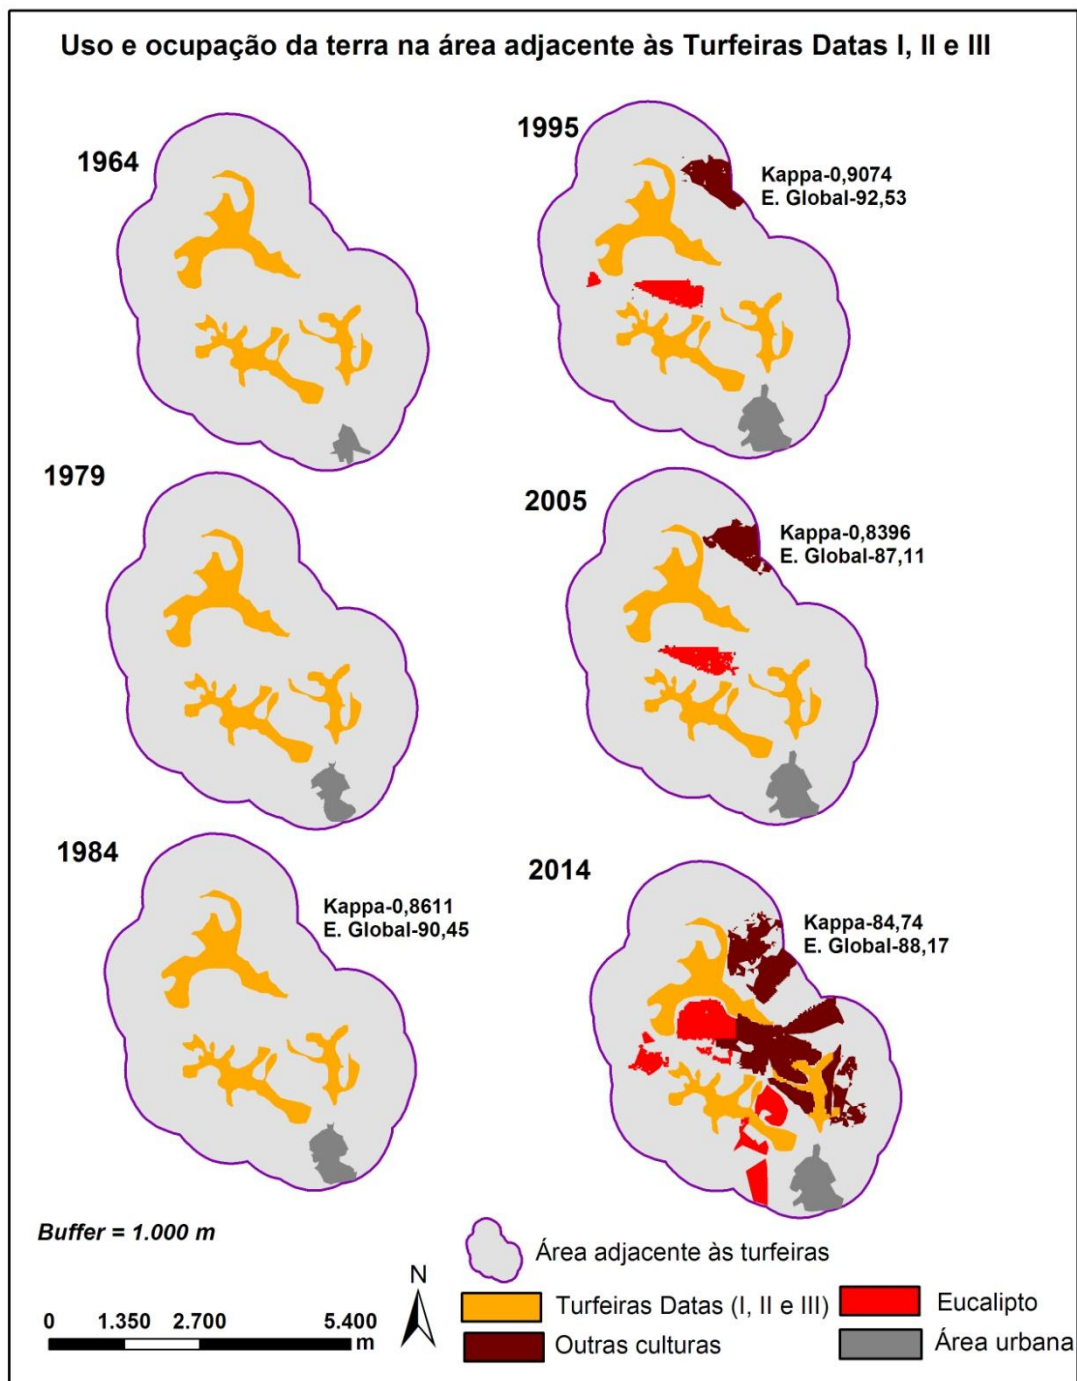 Uso e ocupação da terra na área adjacente às Turfeiras Datas I, II e III
1964
1995
Kappa-0,9074
E. Global-92,53
1979
2005
Kappa-0,8396
E. Global-87,11
1984
Kappa-0,8611
E. Global-90,45
2014
Kappa-84,74
E. Global-88,17
Buffer = 1.000 m
Área adjacente às turfeiras
N
0 1.350 2.700 5.400
m
Turfeiras Datas (I, II e III)
Eucalipto
Outras culturas
Área urbana